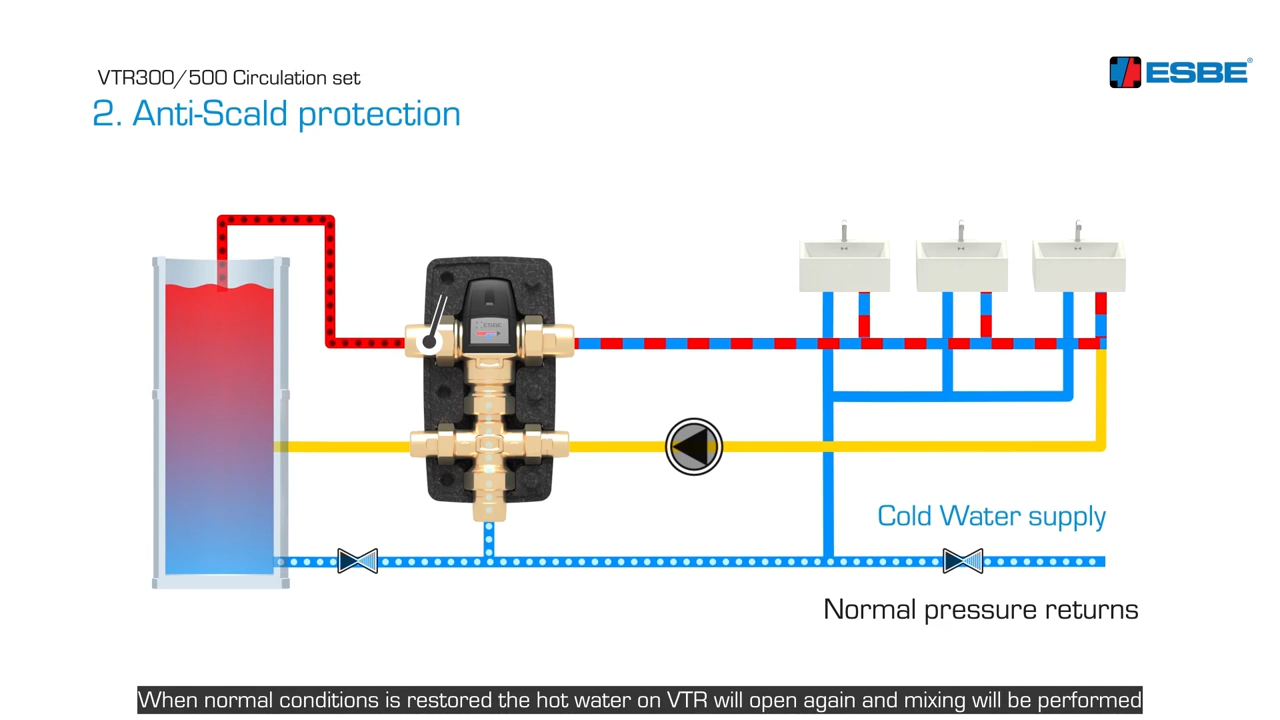 VTR300/500 Circulation set
ESBE®
2. Anti-Scald protection
ESBE
Cold Water supply
Normal pressure returns
When normal conditions is restored the hot water on VTR will open again and mixing will be performed